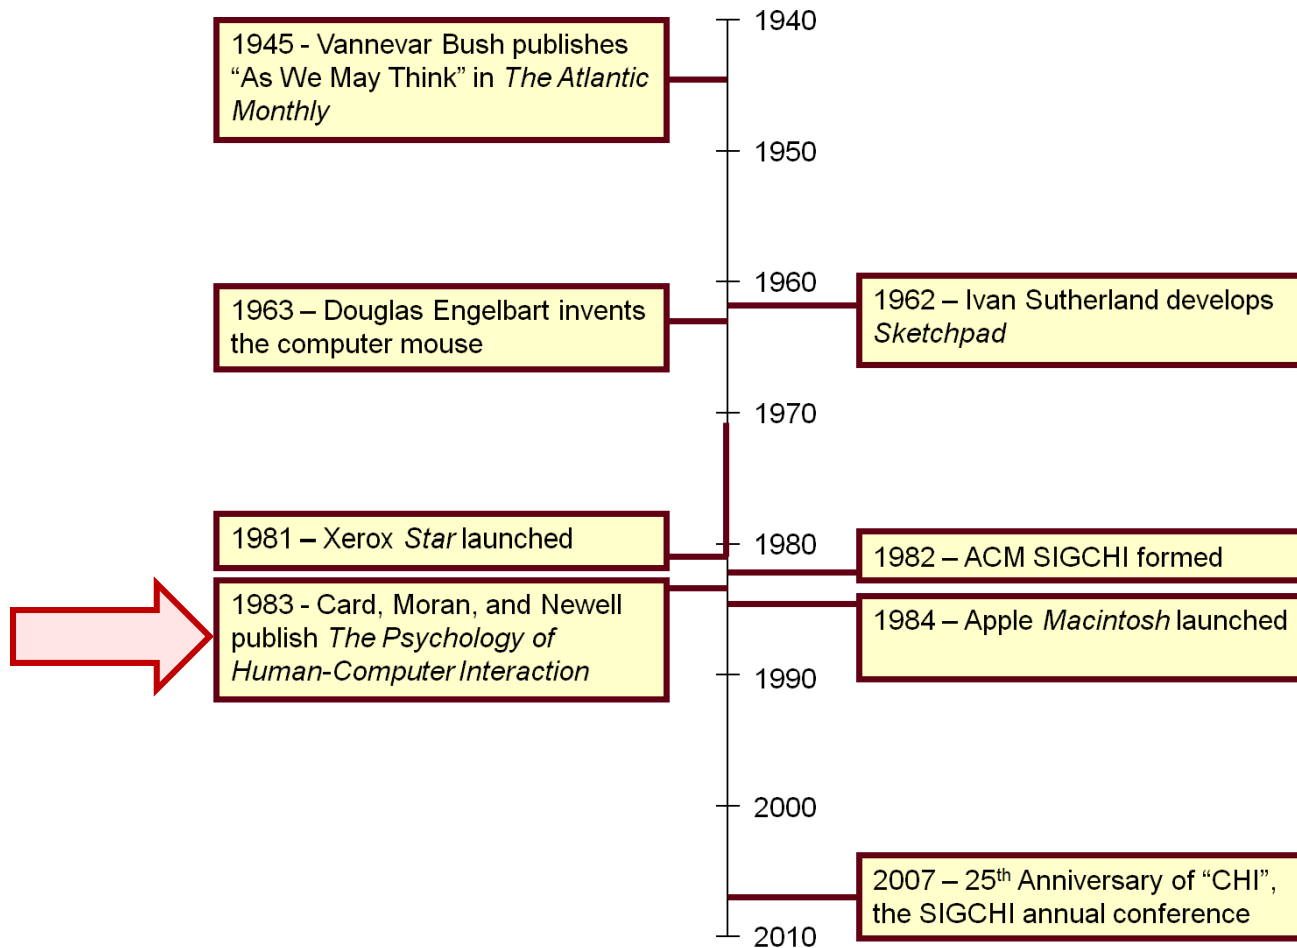 1940
1945 - Vannevar Bush publishes
“As We May Think” in The Atlantic
Monthly
1950
1960
1962 – Ivan Sutherland develops
Sketchpad
1963 – Douglas Engelbart invents
the computer mouse
1970
1981 – Xerox Star launched
1980
1982 – ACM SIGCHI formed
1983 - Card, Moran, and Newell
publish The Psychology of
Human-Computer Interaction
1984 – Apple Macintosh launched
1990
2000
2007 – 25th Anniversary of “CHI”,
the SIGCHI annual conference
2010